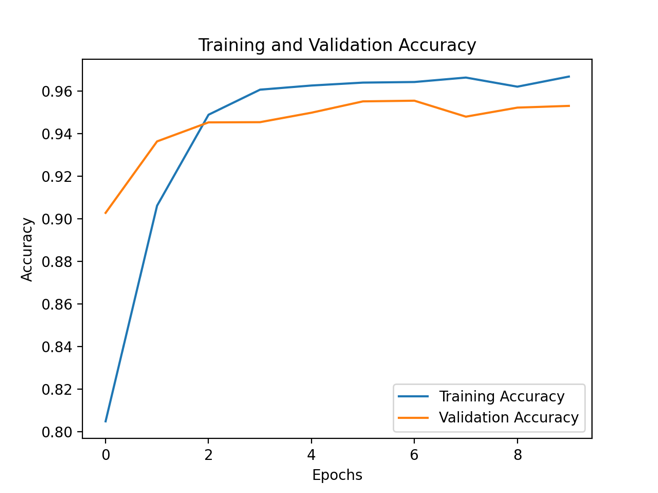 Training and Validation Accuracy
Accuracy
0.96
0.94
0.92
0.90
0.88
0.86
0.84
0.82
0.80
Training Accuracy
Validation Accuracy
0 2 4 6 8
Epochs